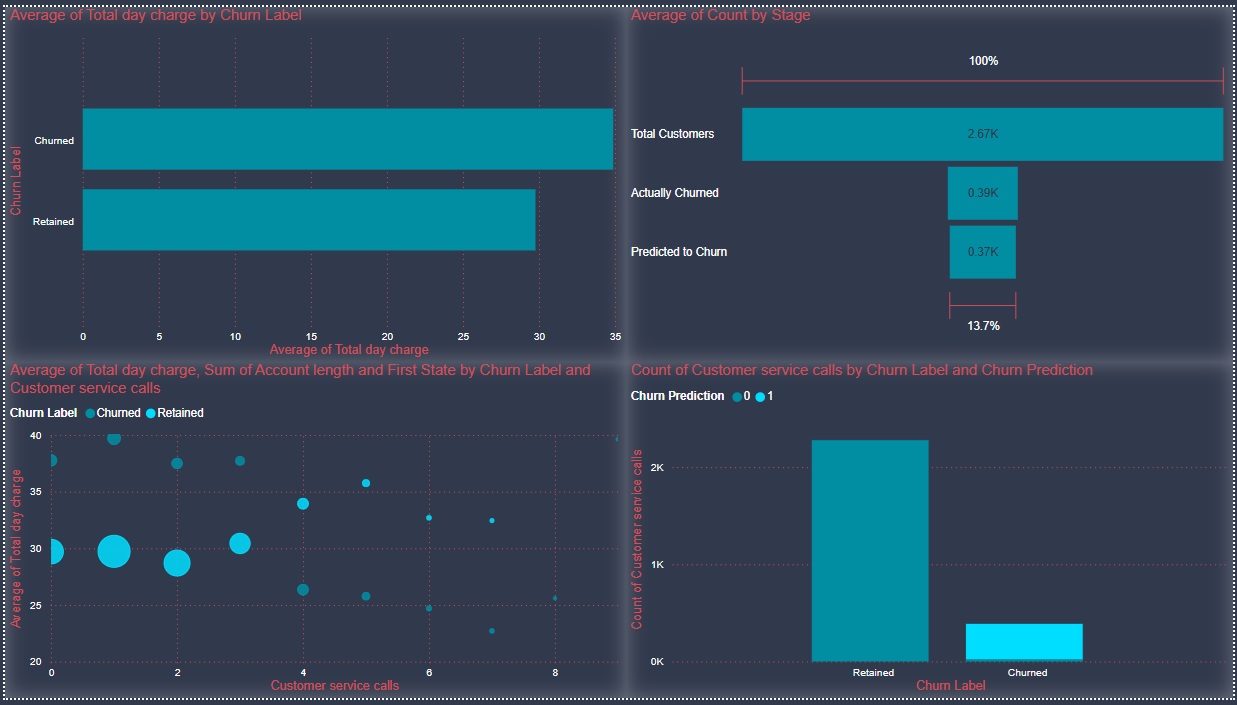 Average of Total day charge by Churn Label
Churn Label
Churned
Retained
0 5 10 15 20 25 30 35
Average of Total day charge
Average of Count by Stage
100%
Total Customers 2.67K
Actually Churned 0.39K
Predicted to Churn 0.37K
13.7%
Average of Total day charge, Sum of Account length and First State by Churn Label and
Customer service calls
Churn Label Churned Retained
Average of Total day charge
40
35
30
25
20
0 2 4 6 8
Customer service calls
Count of Customer service calls by Churn Label and Churn Prediction
Churn Prediction 0 1
Count of Customer service calls
2K
1K
0K
Retained Churned
Churn Label